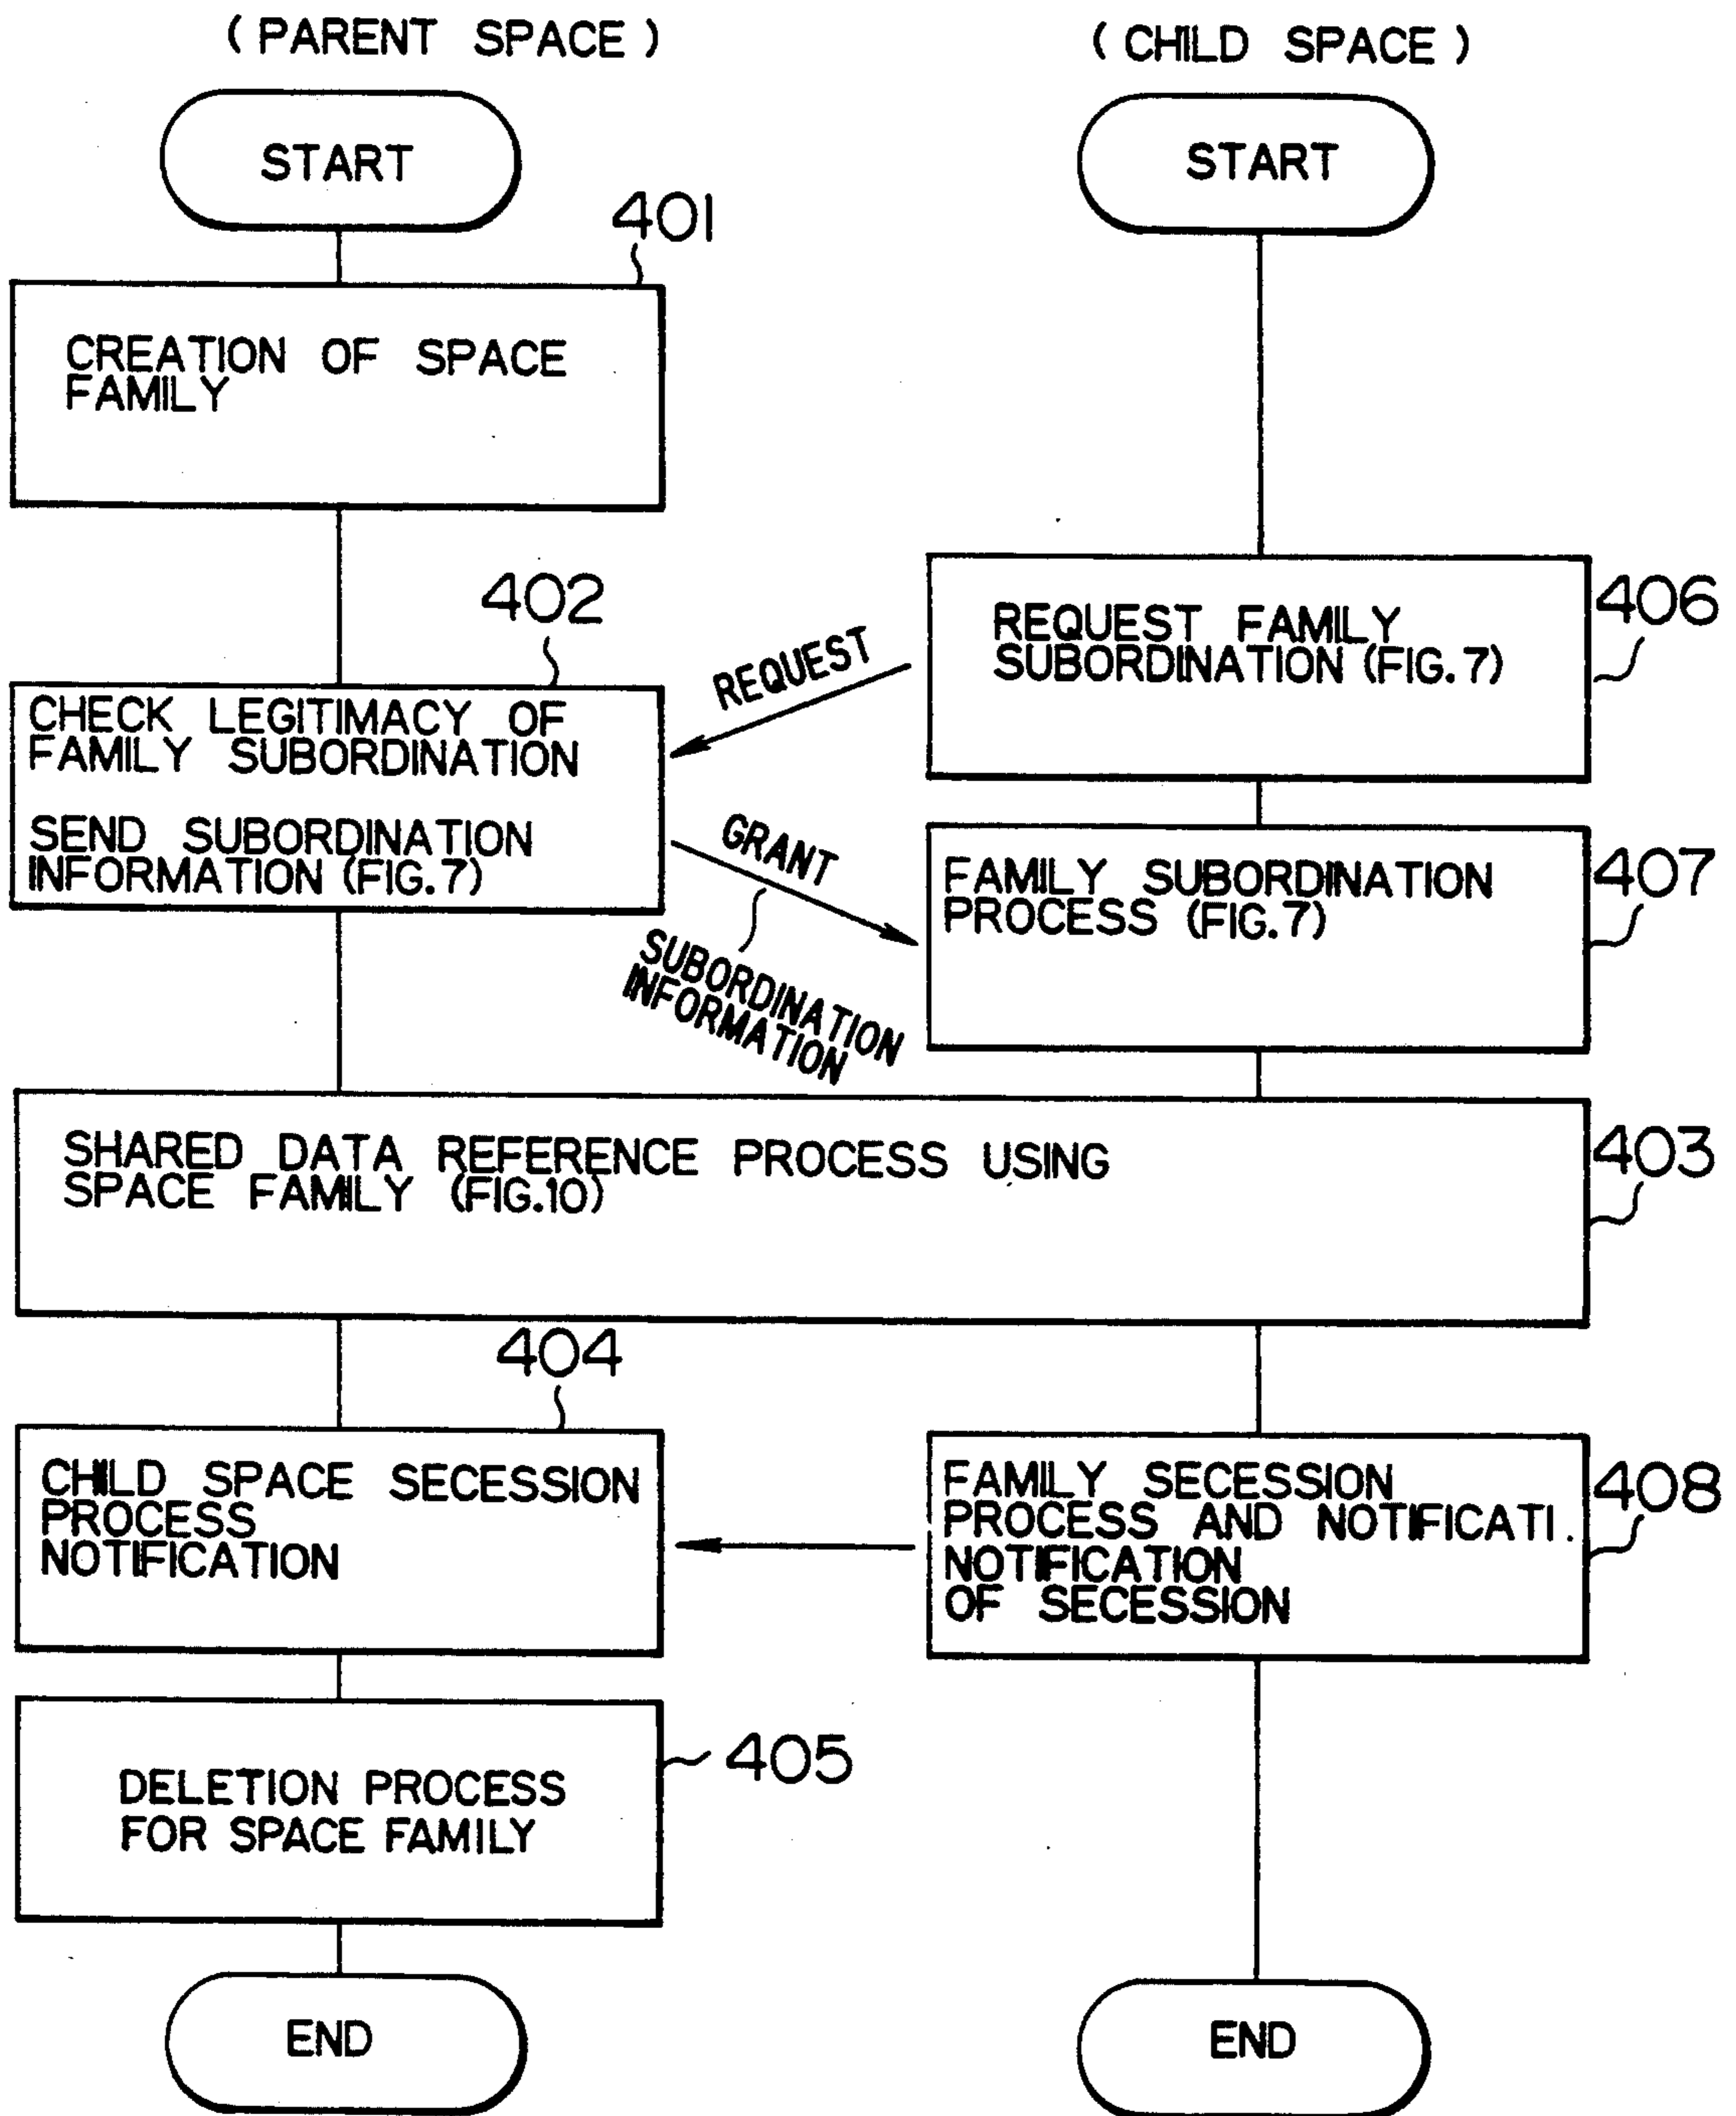 ( PARENT SPACE )
( CHILD SPACE )
START
START
401
CREATION OF SPACE
FAMILY
402
CHECK LEGITIMACY OF
FAMILY SUBORDINATION
SEND SUBORDINATION
INFORMATION (FIG.7)
REQUEST
REQUEST FAMILY
SUBORDINATION (FIG.7)
406
GRANT
SUBORDINATION
INFORMATION
FAMILY SUBORDINATION
PROCESS (FIG.7)
407
SHARED DATA REFERENCE PROCESS USING
SPACE FAMILY (FIG.10)
403
404
CHILD SPACE SECESSION
PROCESS
NOTIFICATION
FAMILY SECESSION
PROCESS AND NOTIFICATI.
NOTIFICATION
OF SECESSION
408
405
DELETION PROCESS
FOR SPACE FAMILY
END
END